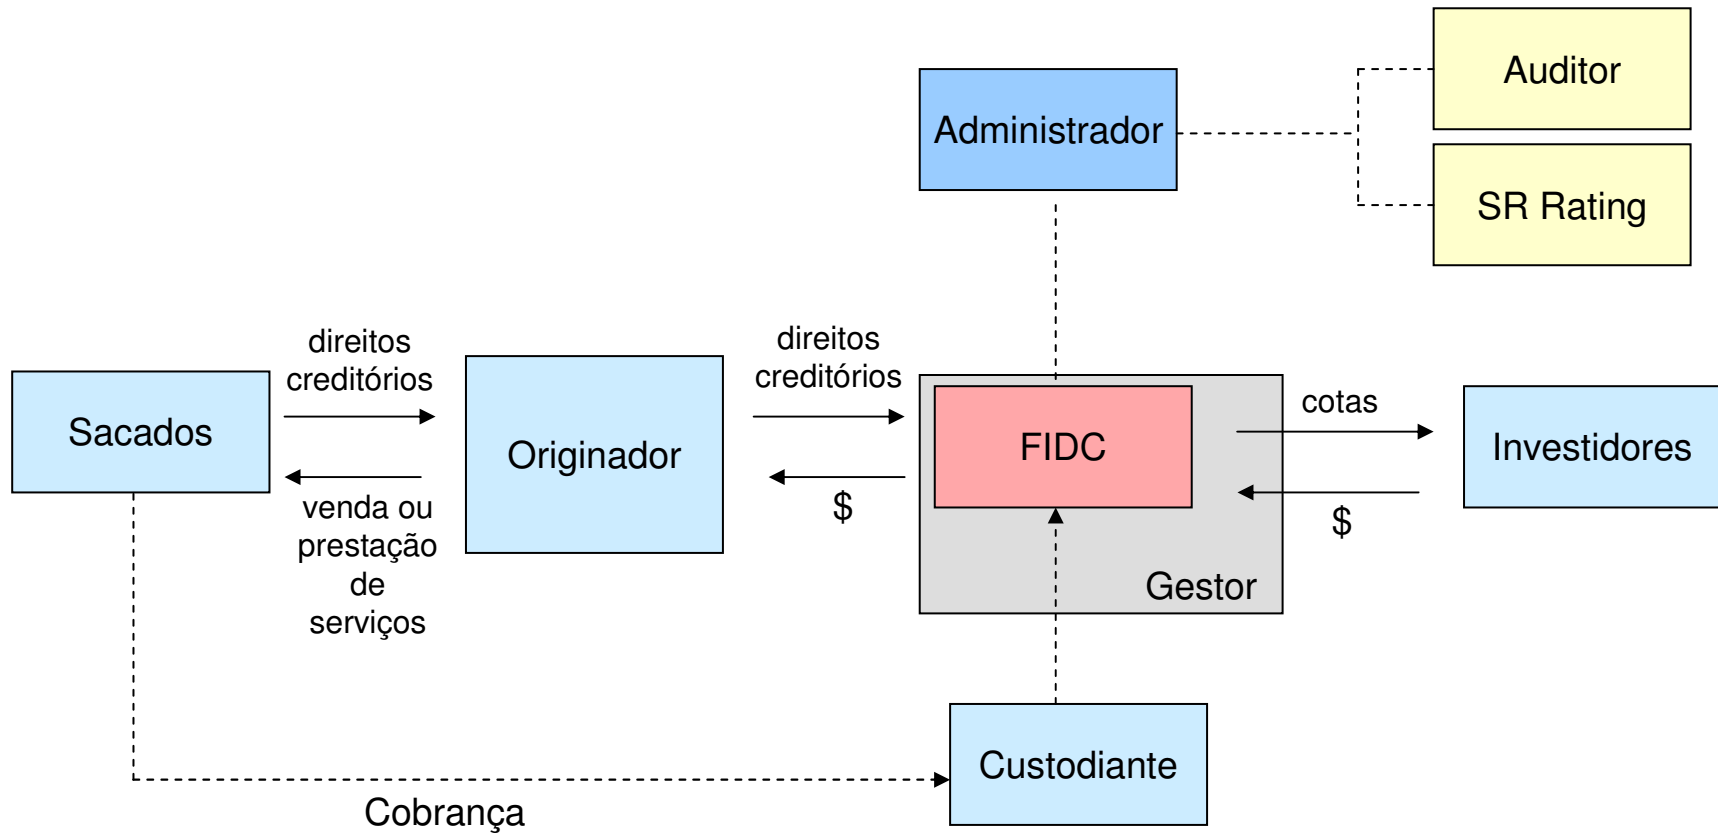 Auditor
Administrador
SR Rating
direitos
creditórios
direitos
creditórios
cotas
Sacados
Originador
FIDC
Investidores
venda ou
prestação
de
serviços
$
$
Gestor
Custodiante
Cobrança